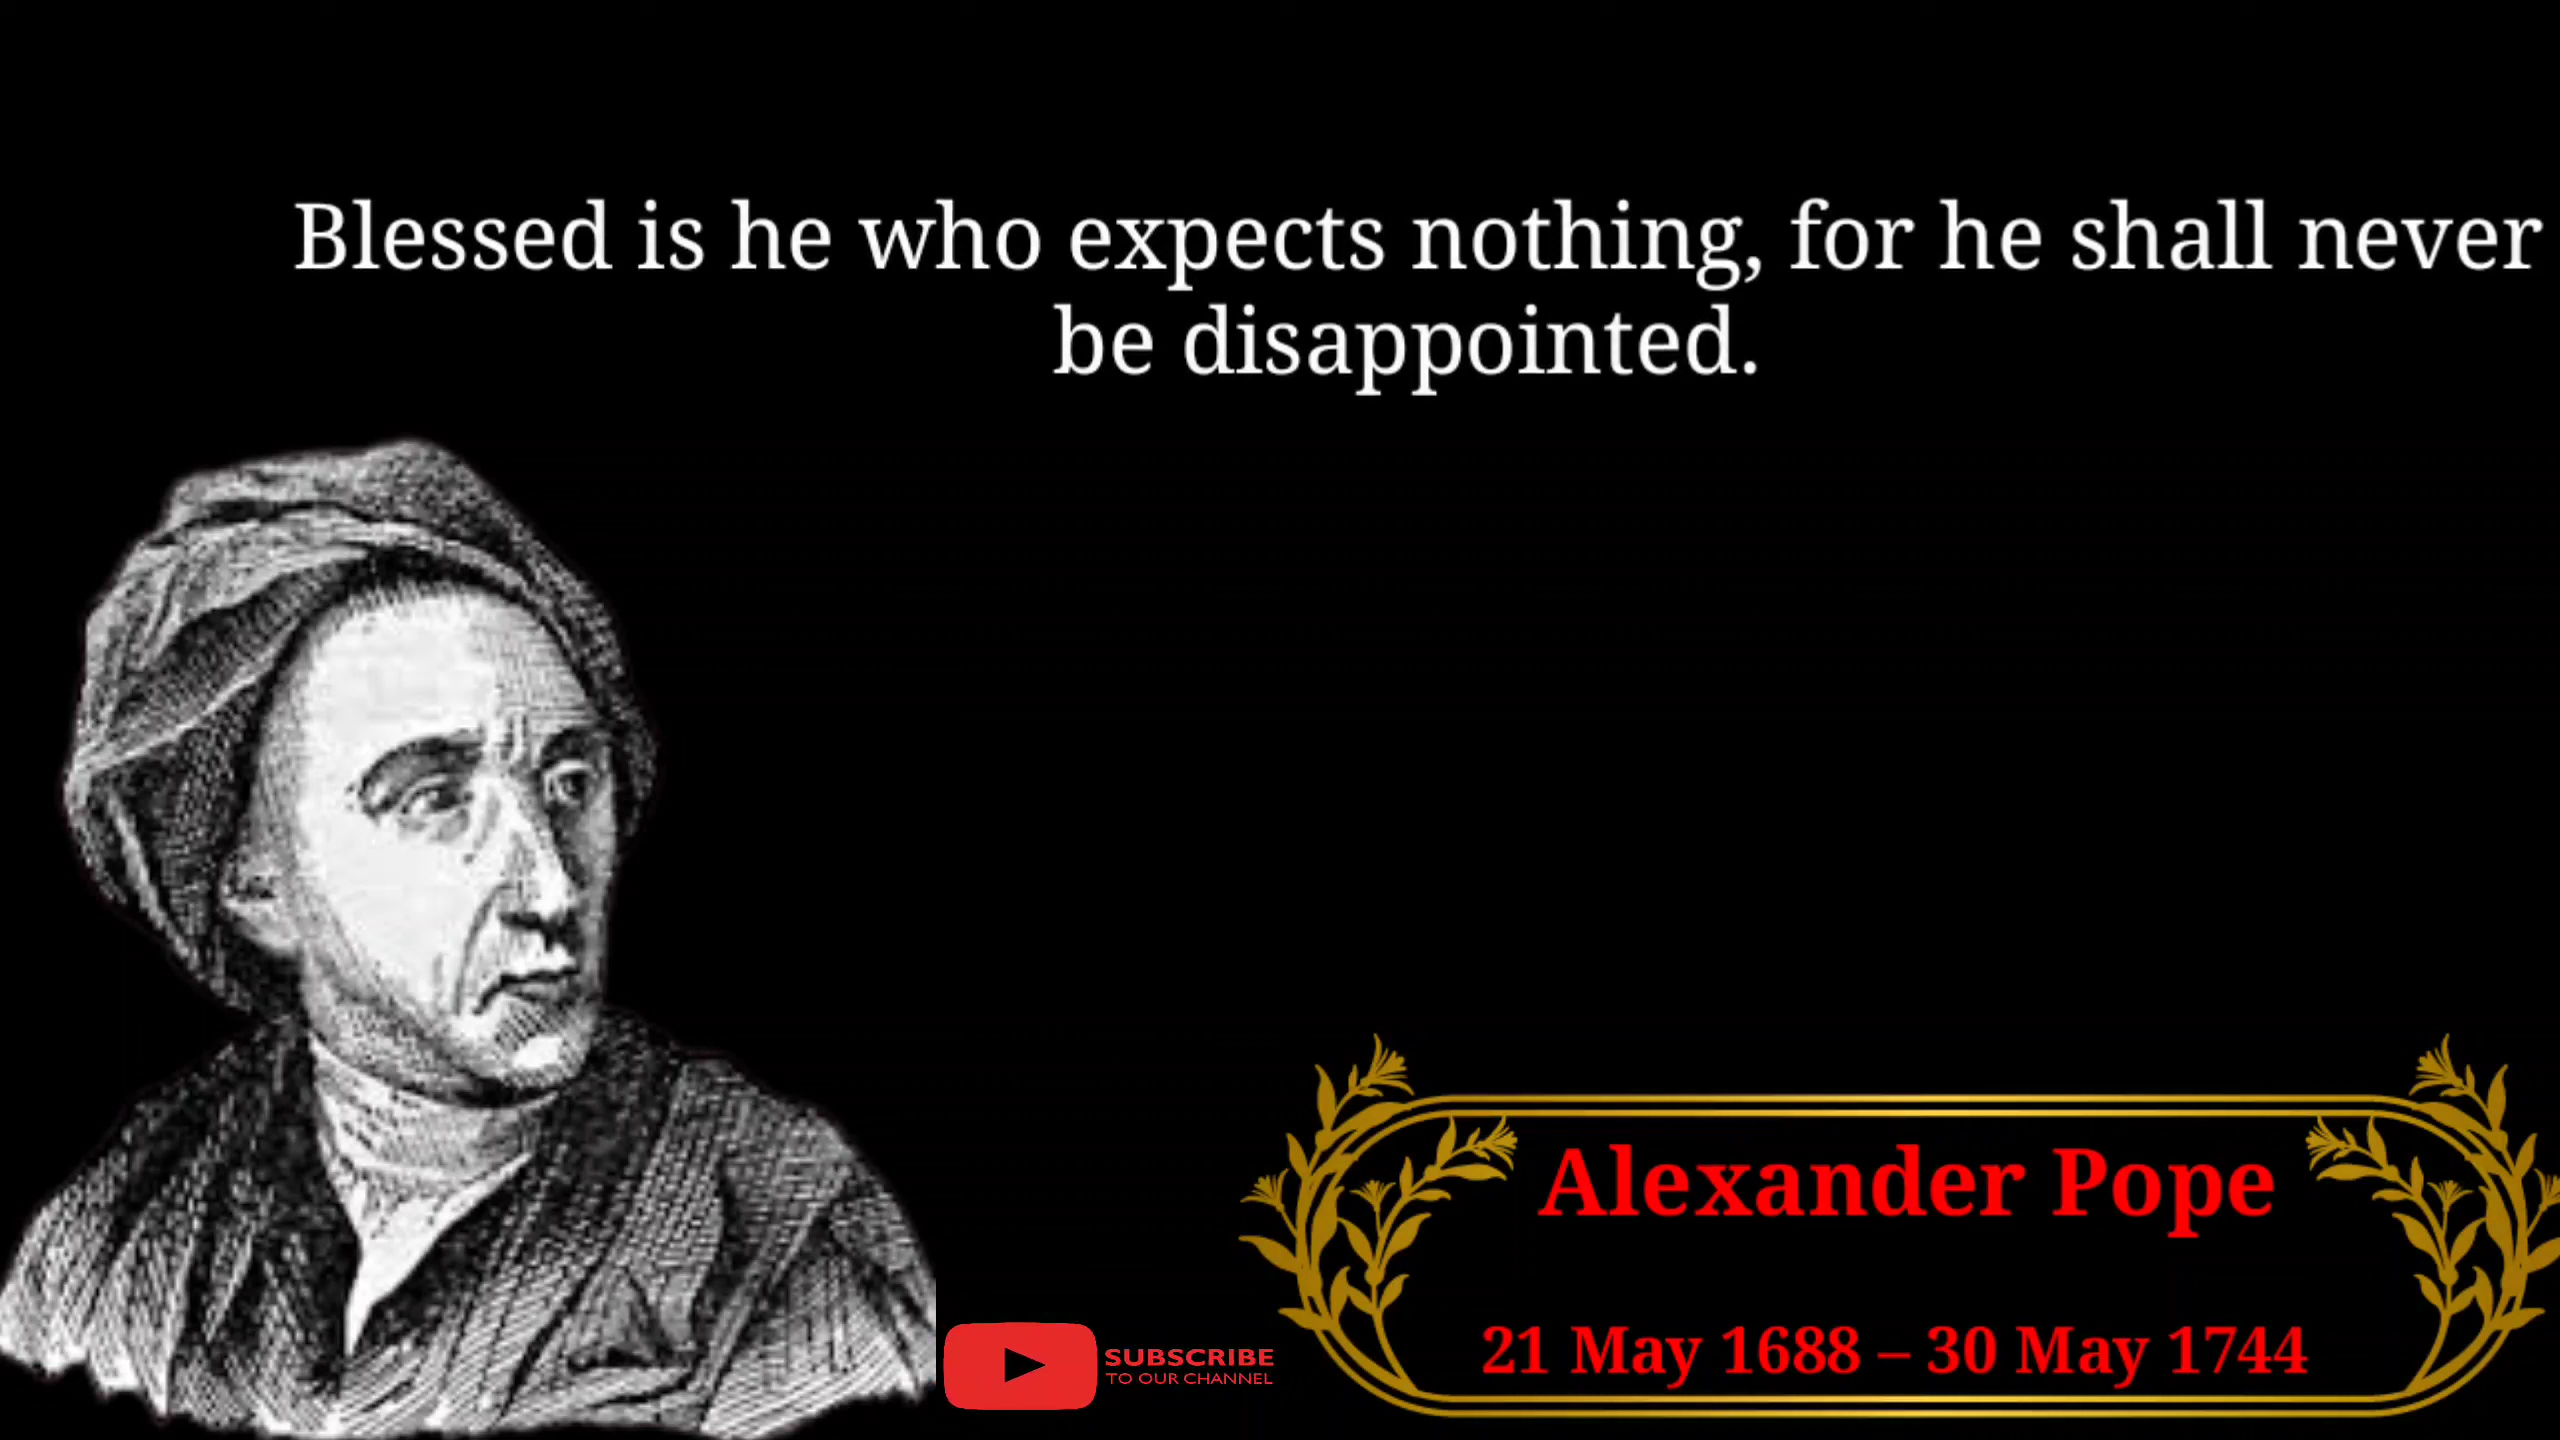 Blessed is he who expects nothing, for he shall never
be disappointed.
Alexander Pope
21 May 1688 – 30 May 1744
SUBSCRIBE
TO OUR CHANNEL